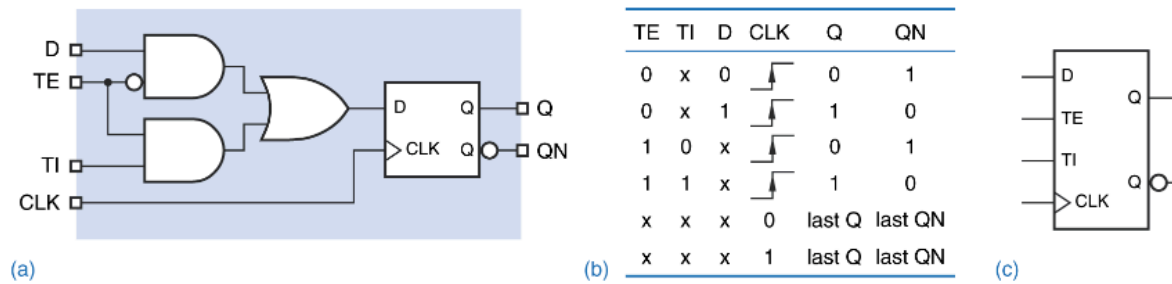 D
TE
TI
CLK
D Q
CLK Q
Q
QN
(a)
TE TI D CLK Q QN
0 x 0 0 1
0 x 1 1 0
1 0 x 0 1
1 1 x 1 0
x x x 0 last Q last QN
x x x 1 last Q last QN
(b)
D
Q
TE
TI
Q
CLK
(c)